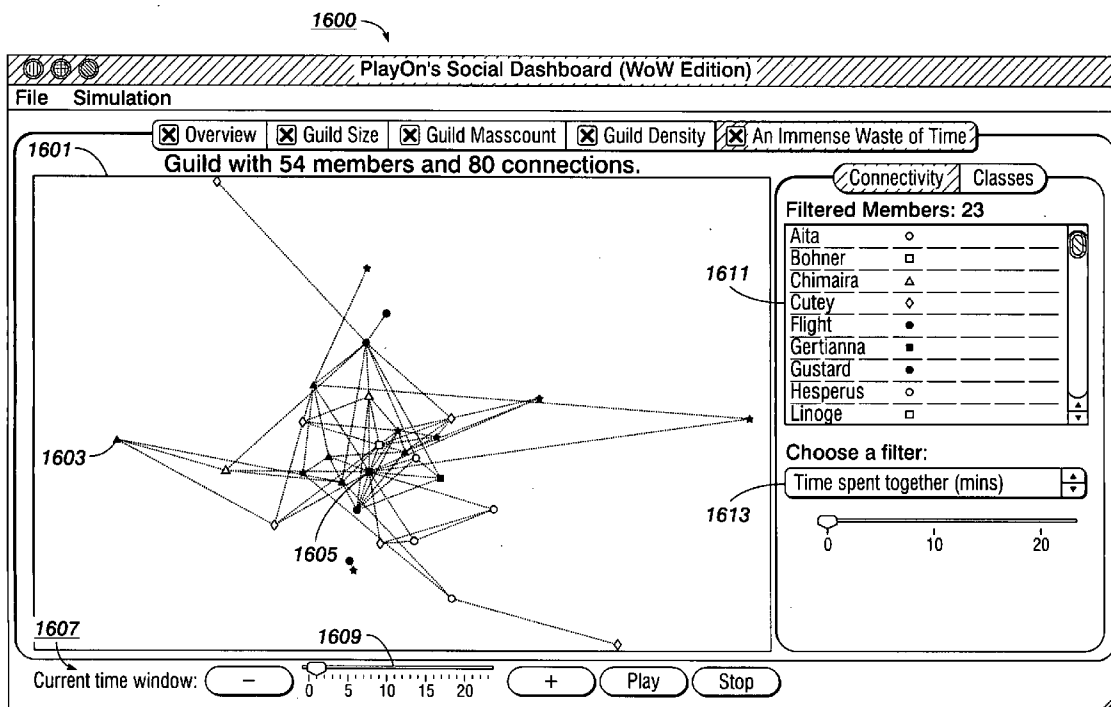 1600
PlayOn's Social Dashboard (WoW Edition)
File Simulation
Overview Guild Size Guild Masscount Guild Density An Immense Waste of Time
1601
Guild with 54 members and 80 connections.
Connectivity Classes
Filtered Members: 23
Aita
Bohner
1611
Chimaira
Cutey
Flight
Gertianna
Gustard
Hesperus
Linoge
1603
Choose a filter:
Time spent together (mins)
1613
0 10 20
1605
1607
1609
Current time window: − 0 5 10 15 20 + Play Stop